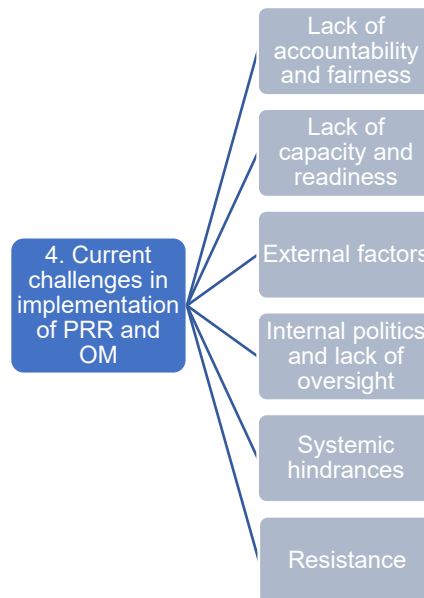 4. Current
challenges in
implementation
of PRR and
OM
Lack of
accountability
and fairness
Lack of
capacity and
readiness
External factors
Internal politics
and lack of
oversight
Systemic
hindrances
Resistance